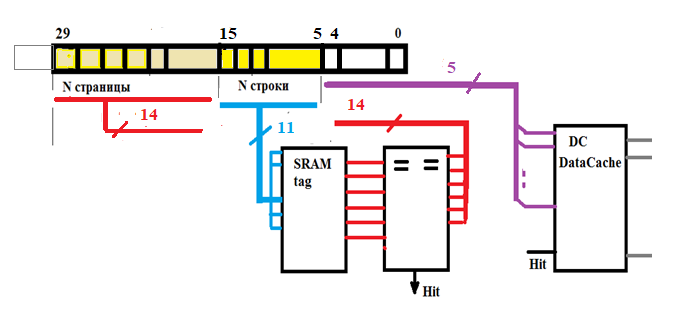 29 15 5 4 0
N страницы N строки 5
14 14
11
SRAM
tag
= =
DC
DataCache
Hit
Hit